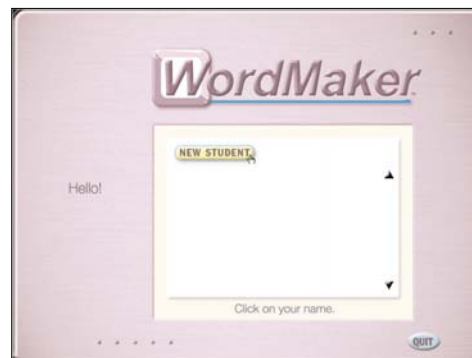 WordMaker
NEW STUDENT
Hello!
Click on your name.
QUIT